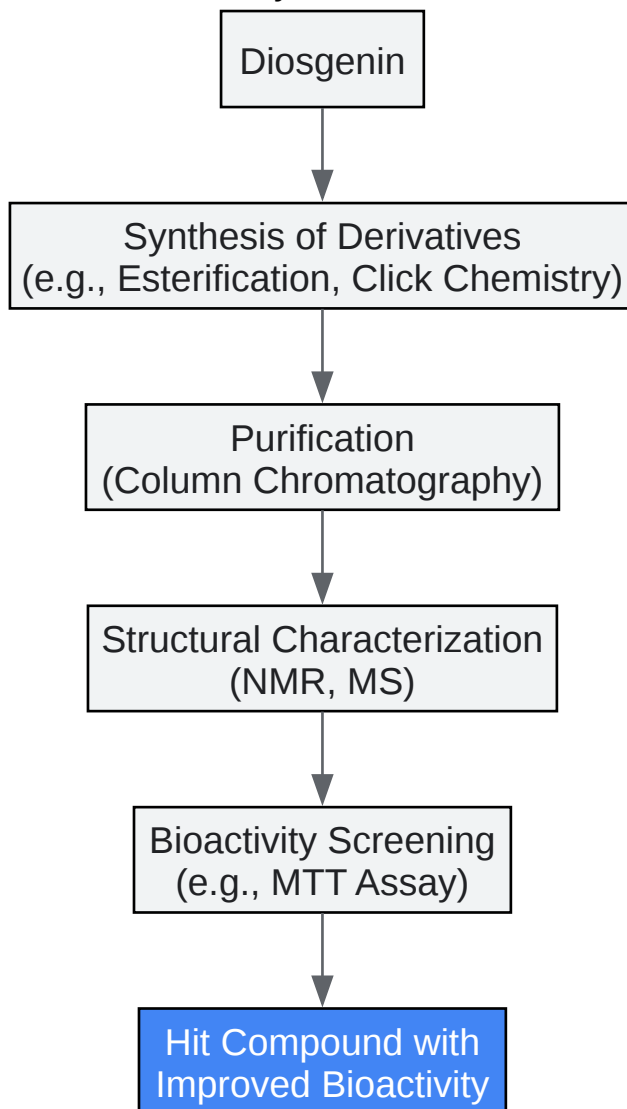 Diosgenin
Synthesis of Derivatives
(e.g., Esterification, Click Chemistry)
Purification
(Column Chromatography)
Structural Characterization
(NMR, MS)
Bioactivity Screening
(e.g., MTT Assay)
Hit Compound with
Improved Bioactivity